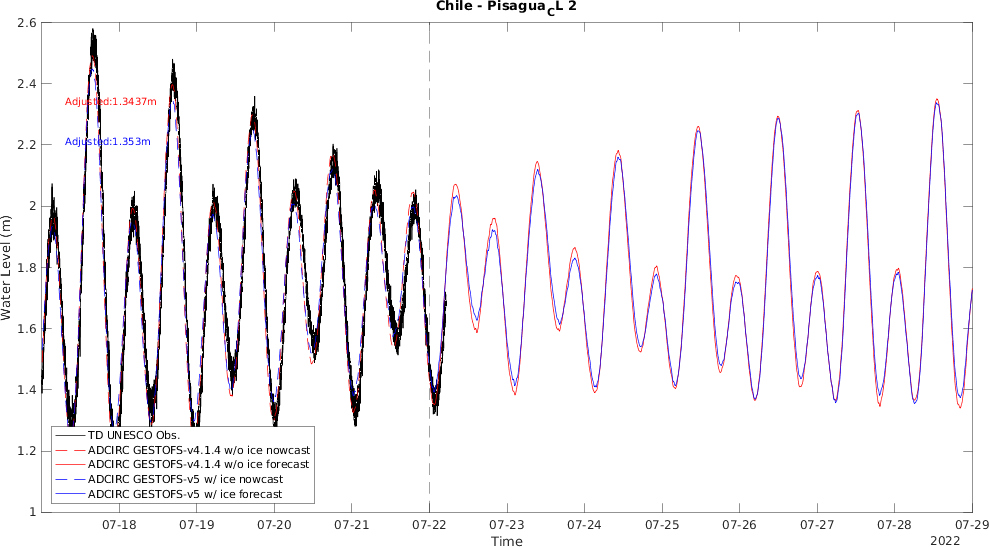 Chile - PisaguaCL 2
Water Level (m)
2.6
2.4
2.2
2
1.8
1.6
1.4
1.2
1
Adjusted:1.3437m
Adjusted:1.353m
TD UNESCO Obs.
ADCIRC GESTOFS-v4.1.4 w/o ice nowcast
ADCIRC GESTOFS-v4.1.4 w/o ice forecast
ADCIRC GESTOFS-v5 w/ ice nowcast
ADCIRC GESTOFS-v5 w/ ice forecast
07-18 07-19 07-20 07-21 07-22 07-23 07-24 07-25 07-26 07-27 07-28 07-29
Time
2022